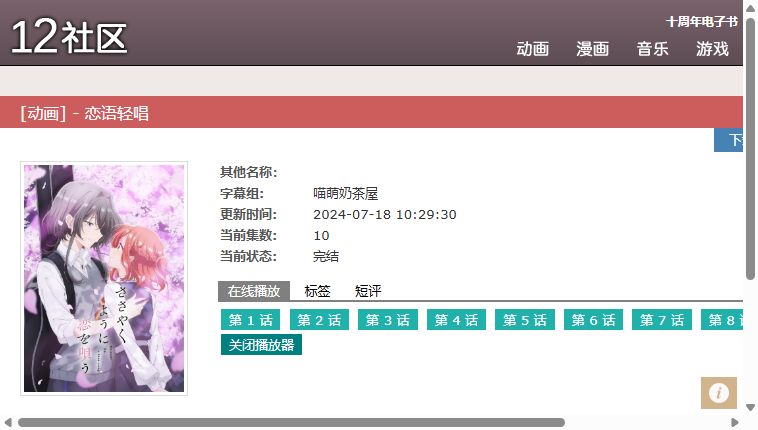 12社区
十周年电子书
动画 漫画 音乐 游戏
[动画] - 恋语轻唱
其他名称:
字幕组: 喵萌奶茶屋
更新时间: 2024-07-18 10:29:30
当前集数: 10
当前状态: 完结
在线播放 标签 短评
第 1 话 第 2 话 第 3 话 第 4 话 第 5 话 第 6 话 第 7 话 第 8
关闭播放器
ささやく
ように
恋を唄う